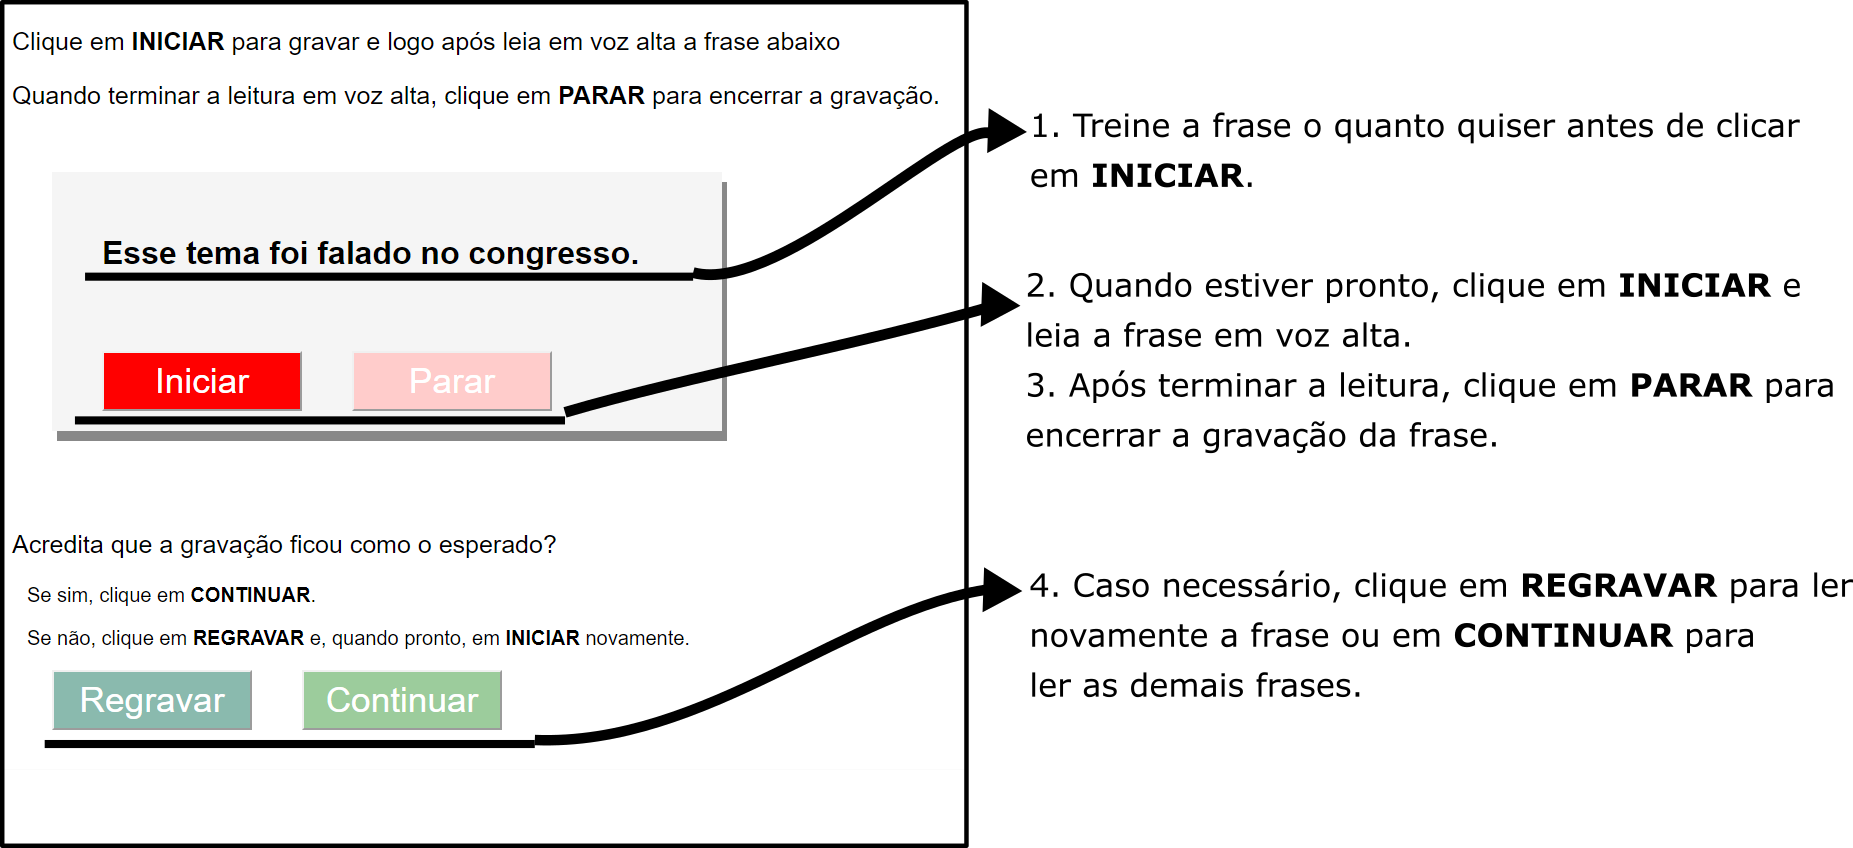 Clique em INICIAR para gravar e logo após leia em voz alta a frase abaixo
Quando terminar a leitura em voz alta, clique em PARAR para encerrar a gravação.
Esse tema foi falado no congresso.
Iniciar
Parar
Acredita que a gravação ficou como o esperado?
Se sim, clique em CONTINUAR.
Se não, clique em REGRAVAR e, quando pronto, em INICIAR novamente.
Regravar
Continuar
1. Treine a frase o quanto quiser antes de clicar
em INICIAR.
2. Quando estiver pronto, clique em INICIAR e
leia a frase em voz alta.
3. Após terminar a leitura, clique em PARAR para
encerrar a gravação da frase.
4. Caso necessário, clique em REGRAVAR para ler
novamente a frase ou em CONTINUAR para
ler as demais frases.